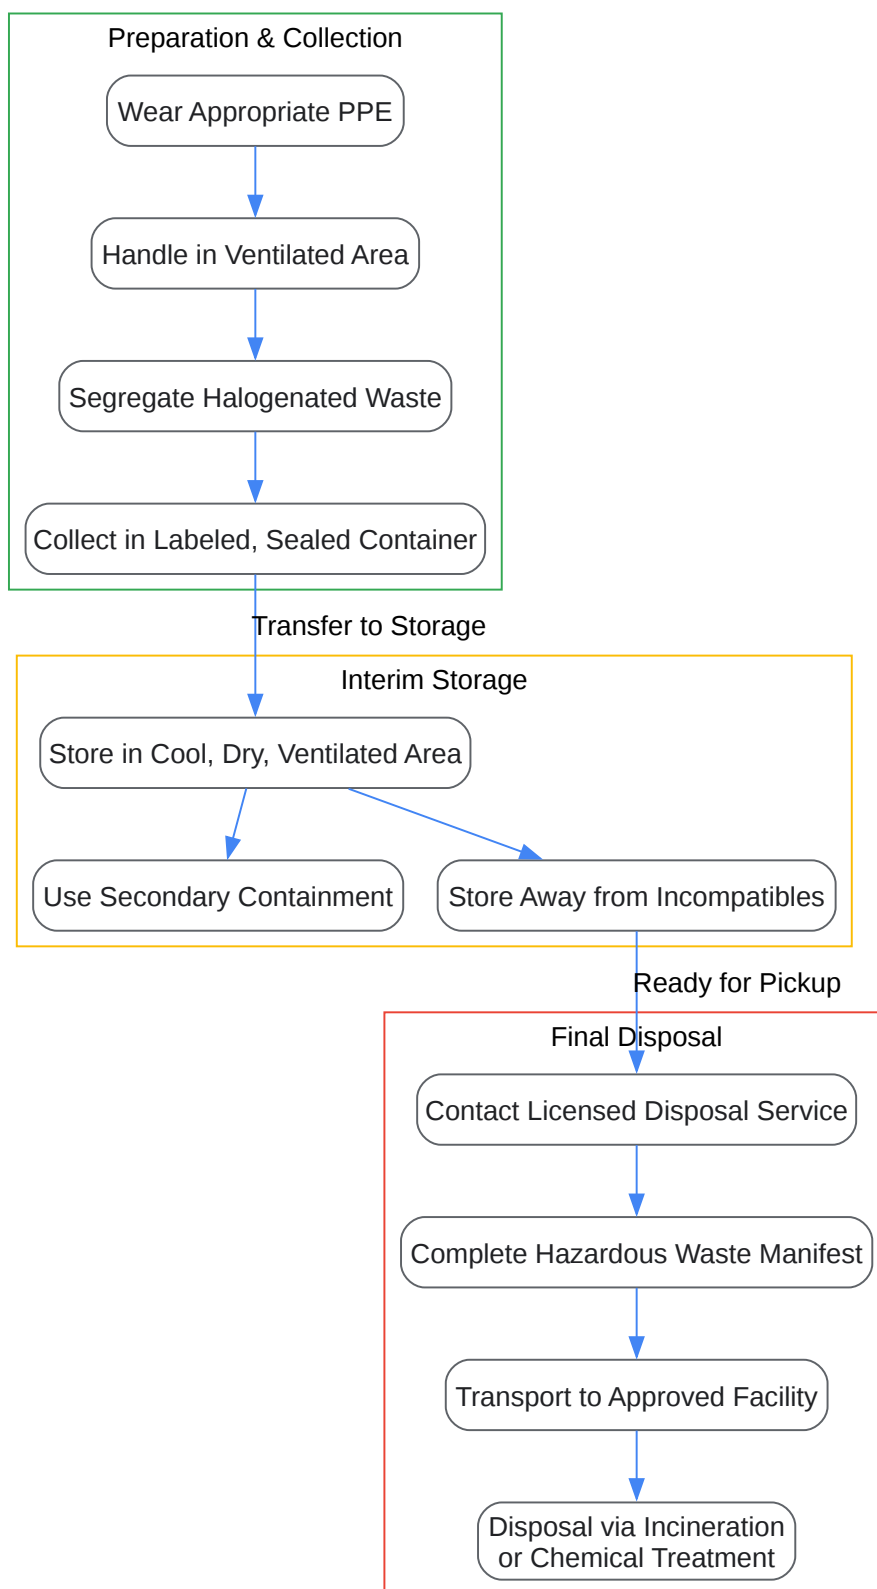 Preparation & Collection
Wear Appropriate PPE
Handle in Ventilated Area
Segregate Halogenated Waste
Collect in Labeled, Sealed Container
Transfer to Storage
Interim Storage
Store in Cool, Dry, Ventilated Area
Use Secondary Containment
Store Away from Incompatibles
Ready for Pickup
Final Disposal
Contact Licensed Disposal Service
Complete Hazardous Waste Manifest
Transport to Approved Facility
Disposal via Incineration
or Chemical Treatment